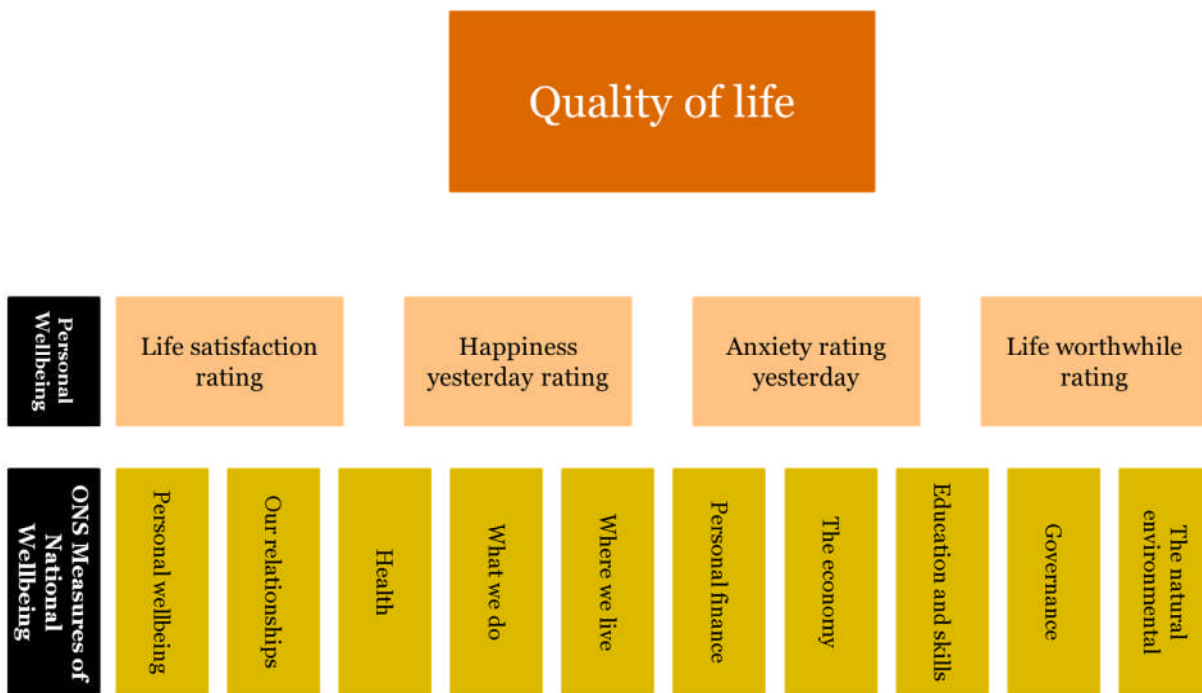 Quality of life
Personal
Wellbeing
Life satisfaction
rating
Happiness
yesterday rating
Anxiety rating
yesterday
Life worthwhile
rating
ONS Measures of
National
Wellbeing
Personal wellbeing
Our relationships
Health
What we do
Where we live
Personal finance
The economy
Education and skills
Governance
The natural
environmental